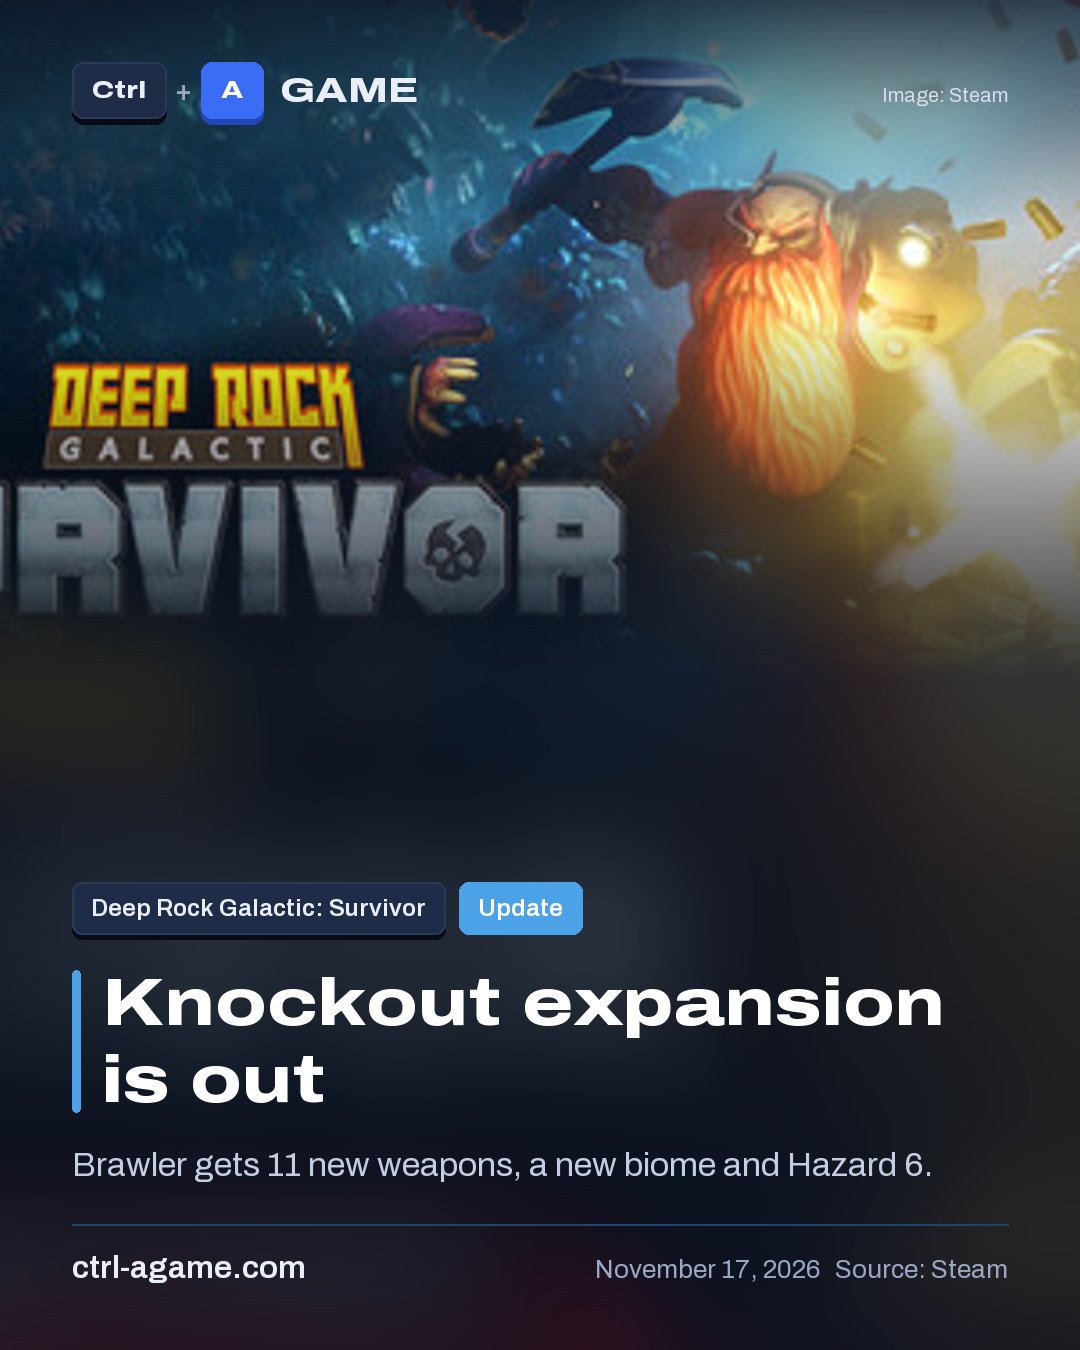 Ctrl + A GAME
Image: Steam
DEEP ROCK
GALACTIC
RVIVOR
Deep Rock Galactic: Survivor Update
Knockout expansion
is out
Brawler gets 11 new weapons, a new biome and Hazard 6.
ctrl-agame.com
November 17, 2026 Source: Steam